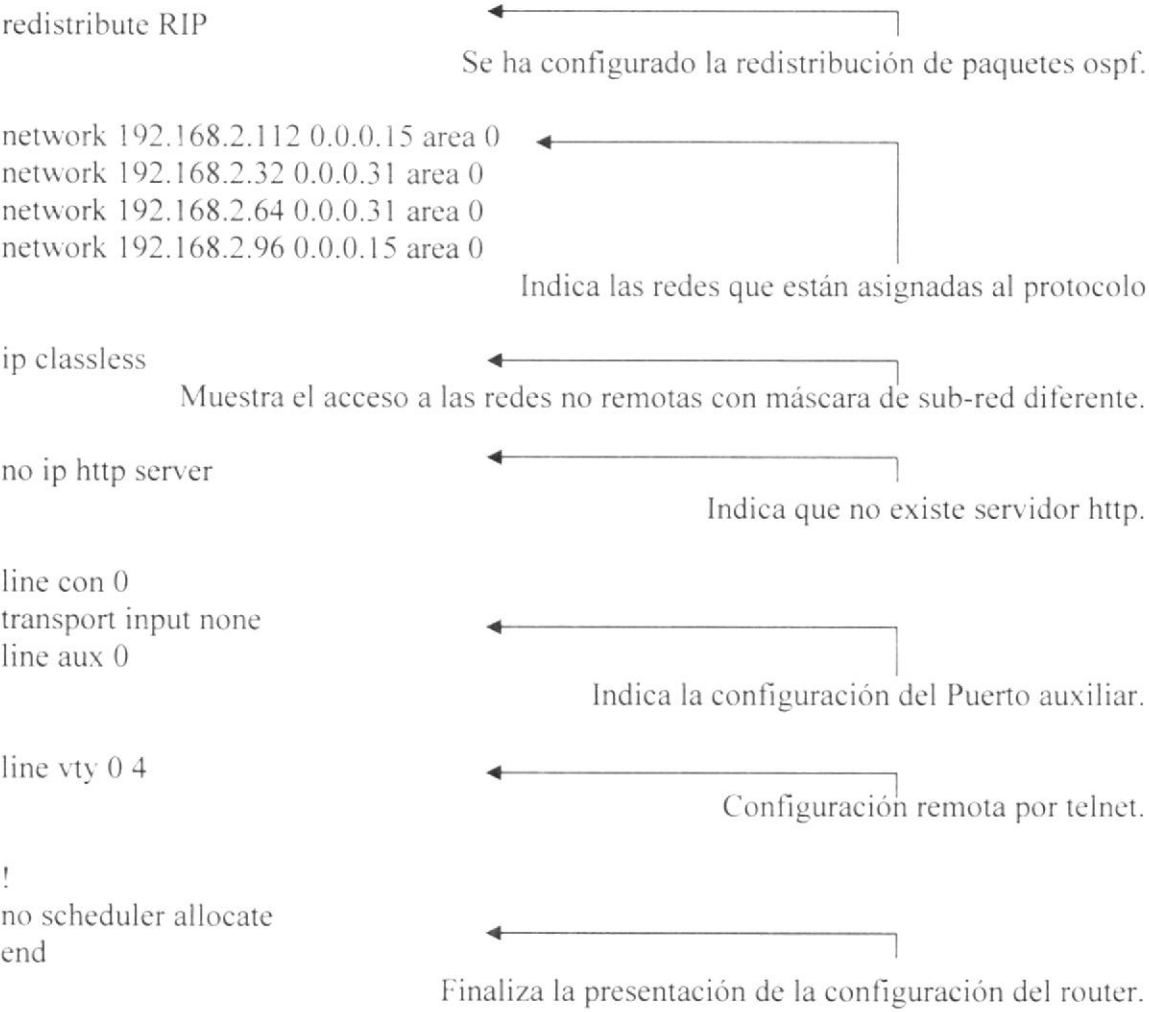 redistribute RIP
Se ha configurado la redistribución de paquetes ospf.
network 192.168.2.112 0.0.0.15 area 0
network 192.168.2.32 0.0.0.31 area 0
network 192.168.2.64 0.0.0.31 area 0
network 192.168.2.96 0.0.0.15 area 0
Indica las redes que están asignadas al protocolo
ip classless
Muestra el acceso a las redes no remotas con máscara de sub-red diferente.
no ip http server
Indica que no existe servidor http.
line con 0
transport input none
line aux 0
Indica la configuración del Puerto auxiliar.
line vty 0 4
Configuración remota por telnet.
!
no scheduler allocate
end
Finaliza la presentación de la configuración del router.